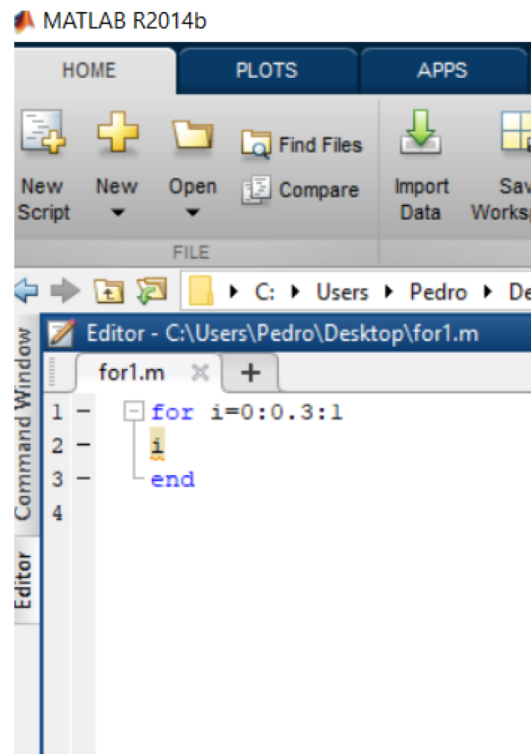 MATLAB R2014b
HOME PLOTS APPS
Find Files
Compare
New Script
New
Open
Import Data
FILE
C: Users Pedro
Editor - C:\Users\Pedro\Desktop\for1.m
for1.m
1 for i=0:0.3:1
2 i
3 end
4
Command Window
Editor